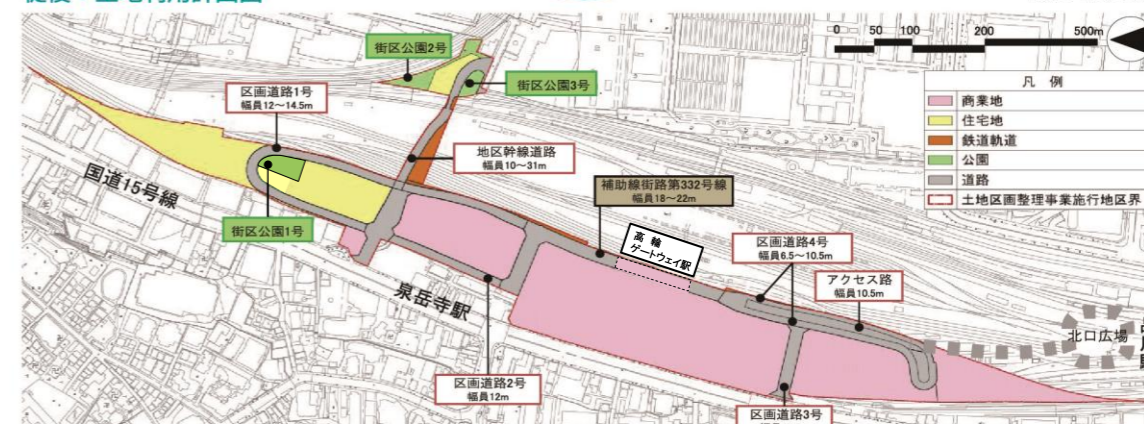 街区公園2号
街区公園3号
0 50 100 200 500m
凡 例
商業地
住宅地
鉄道軌道
公園
道路
土地区画整理事業施行地区界
区画道路1号
幅員12～14.5m
地区幹線道路
幅員10～31m
補助線街路第332号線
幅員18～22m
国道15号線
街区公園1号
高輪
ゲートウェイ駅
区画道路4号
幅員6.5～10.5m
アクセス路
幅員10.5m
泉岳寺駅
北口広場
区画道路2号
幅員12m
区画道路3号